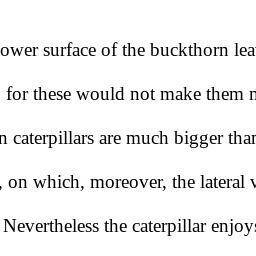 ower surface of the buckthorn lea
for these would not make them
caterpillars are much bigger than
, on which, moreover, the lateral
Nevertheless the caterpillar enjoys